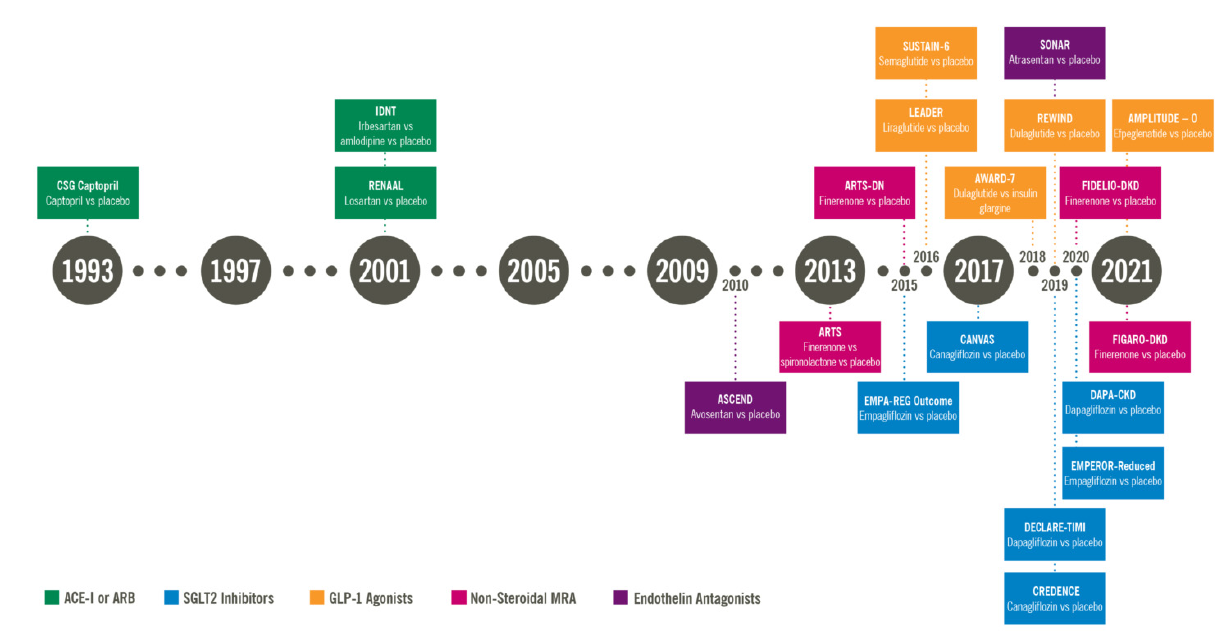 SUSTAIN-6
Semaglutide vs placebo
SONAR
Atrasentan vs placebo
IDNT
Irbesartan vs
amlodipine vs placebo
LEADER
Liraglutide vs placebo
REWIND
Dulaglutide vs placebo
AMPLITUDE – O
Efpeglenatide vs placebo
CSG Captopril
Captopril vs placebo
RENAAL
Losartan vs placebo
ARTS-DN
Finerenone vs placebo
AWARD-7
Dulaglutide vs insulin
glargine
FIDELIO-DKD
Finerenone vs placebo
1993
1997
2001
2005
2009
2010
2013
2015
2016
2017
2018
2019
2020
2021
ARTS
Finerenone vs
spironolactone vs placebo
CANVAS
Canagliflozin vs placebo
FIGARO-DKD
Finerenone vs placebo
ASCEND
Avosentan vs placebo
EMPA-REG Outcome
Empagliflozin vs placebo
DAPA-CKD
Dapagliflozin vs placebo
EMPEROR-Reduced
Empagliflozin vs placebo
DECLARE-TIMI
Dapagliflozin vs placebo
CREDENCE
Canagliflozin vs placebo
ACE-I or ARB
SGLT2 Inhibitors
GLP-1 Agonists
Non-Steroidal MRA
Endothelin Antagonists